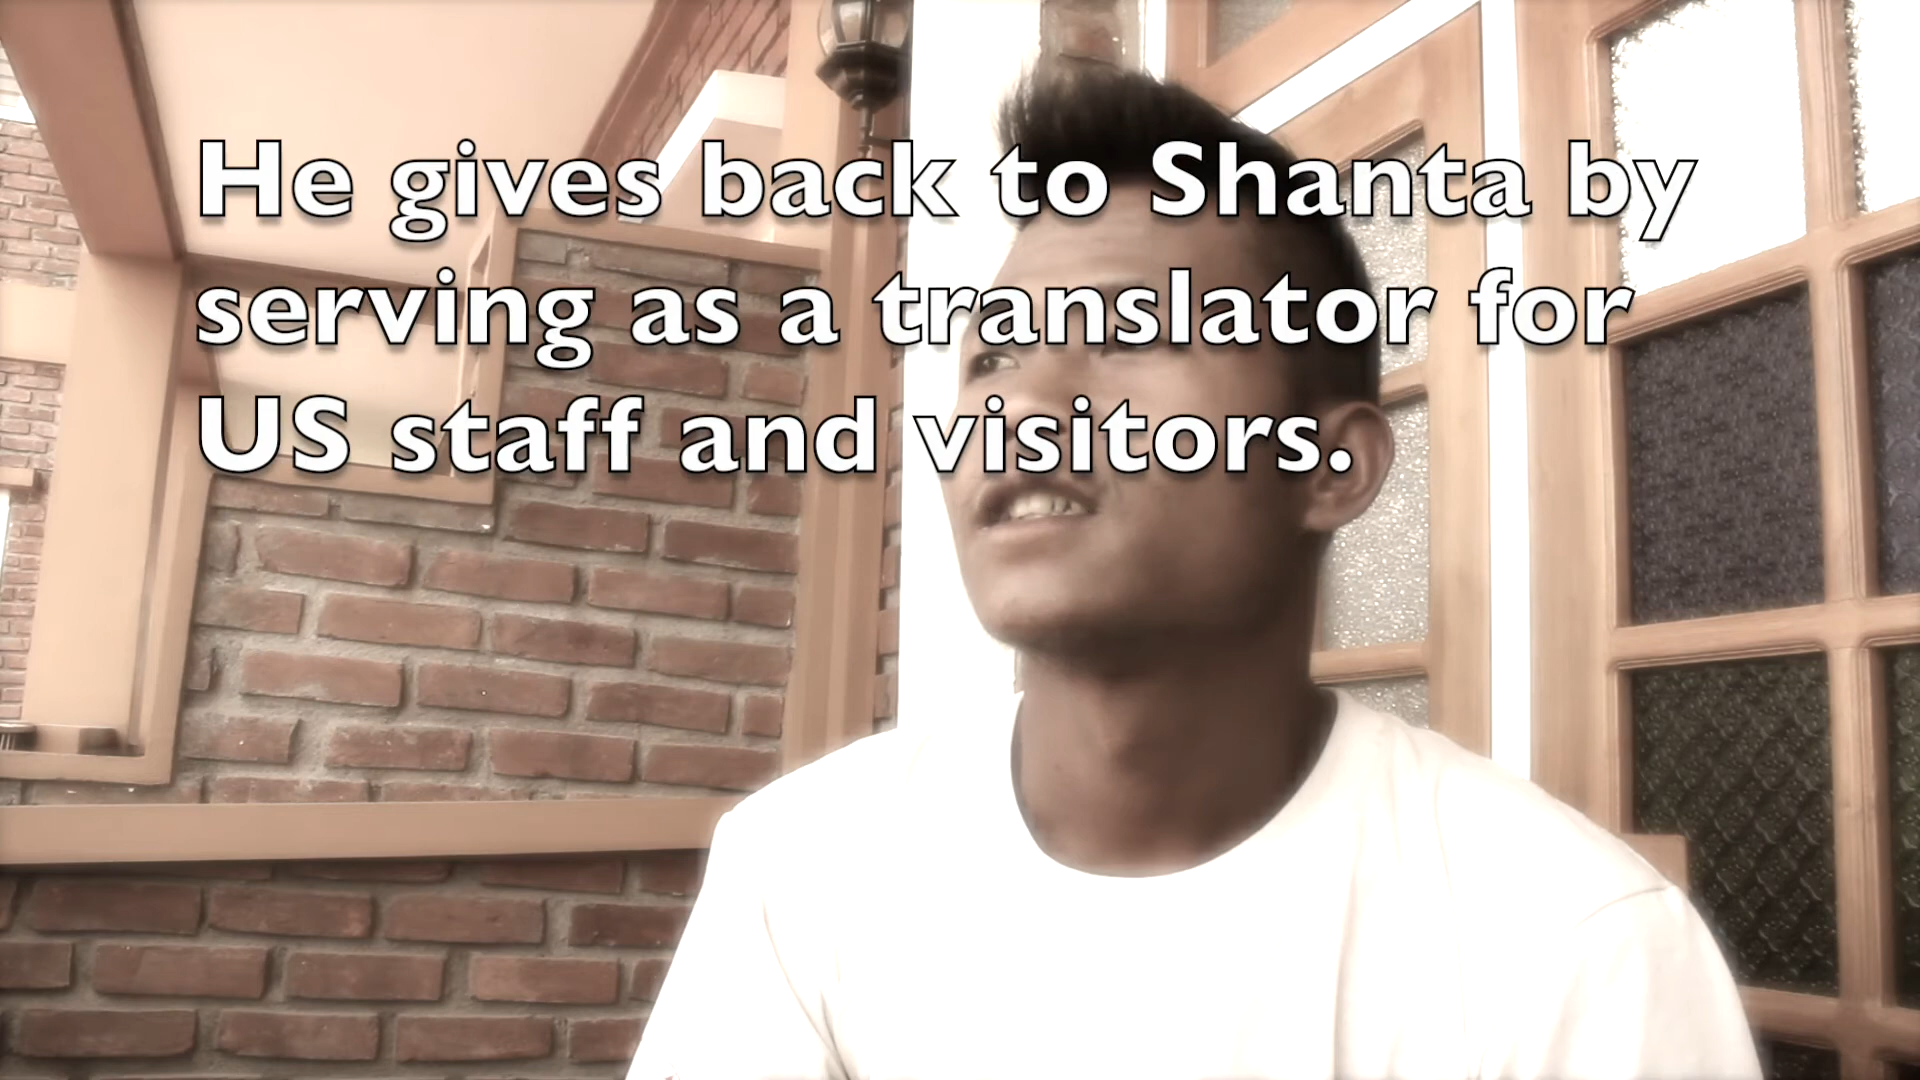 He gives back to Shanta by
serving as a translator for
US staff and visitors.